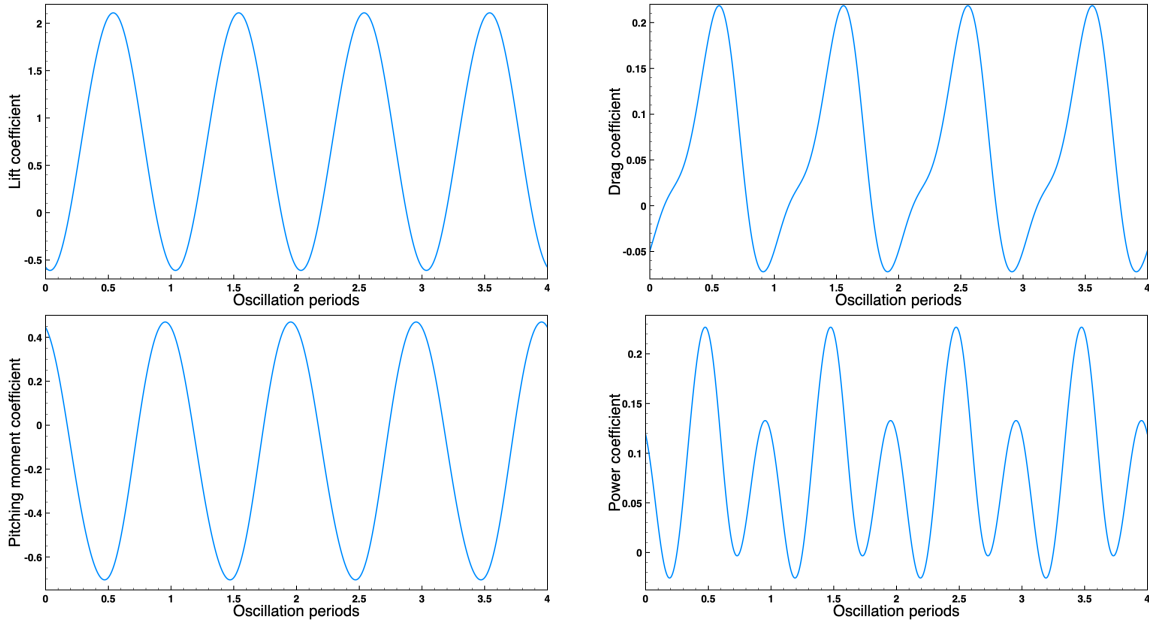 Lift coefficient
2
1.5
1
0.5
0
-0.5
0 0.5 1 1.5 2 2.5 3 3.5 4
Oscillation periods
Drag coefficient
0.2
0.15
0.1
0.05
0
-0.05
0 0.5 1 1.5 2 2.5 3 3.5 4
Oscillation periods
Pitching moment coefficient
0.4
0.2
0
-0.2
-0.4
-0.6
0 0.5 1 1.5 2 2.5 3 3.5 4
Oscillation periods
Power coefficient
0.2
0.15
0.1
0.05
0
0 0.5 1 1.5 2 2.5 3 3.5 4
Oscillation periods